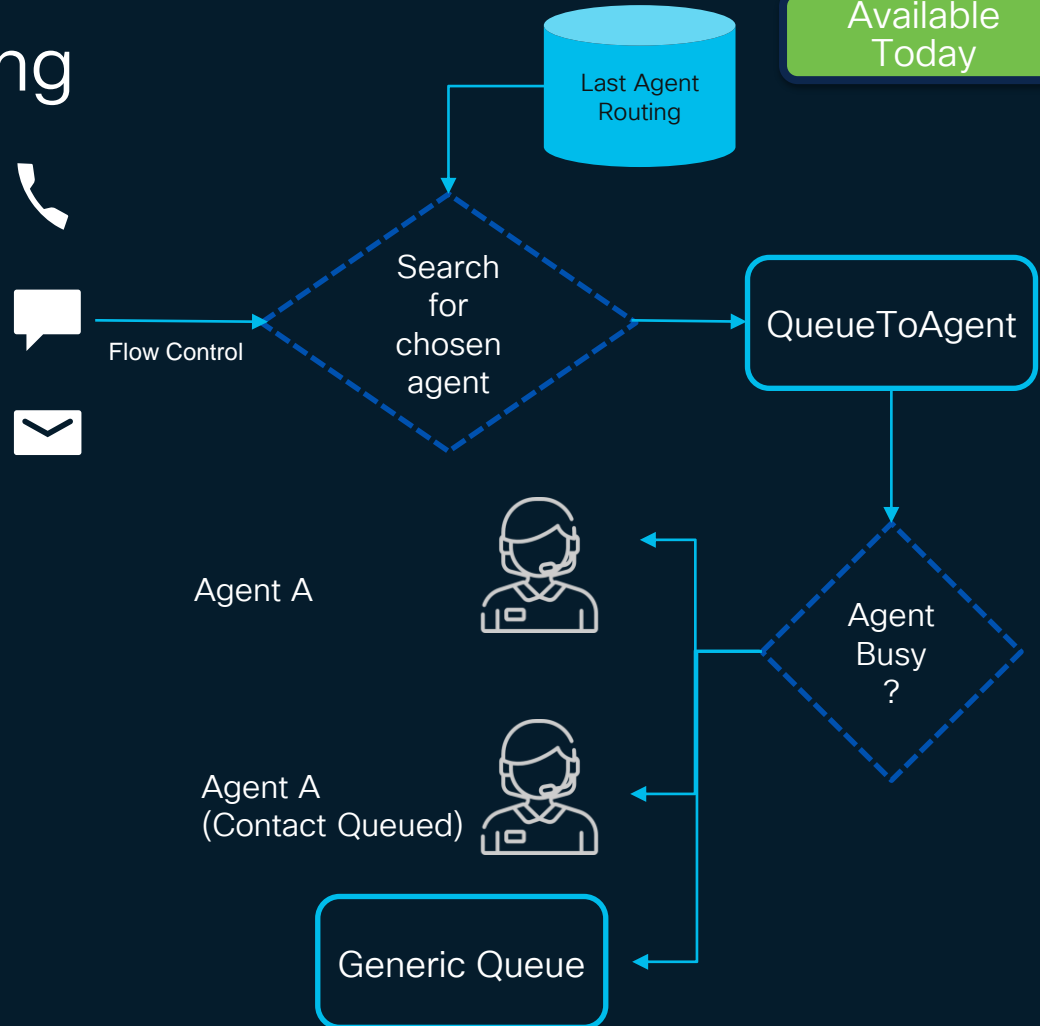 ng
Available
Today
Last Agent
Routing
Search
for
chosen
agent
Flow Control
QueueToAgent
Agent A
Agent
Busy
?
Agent A
(Contact Queued)
Generic Queue